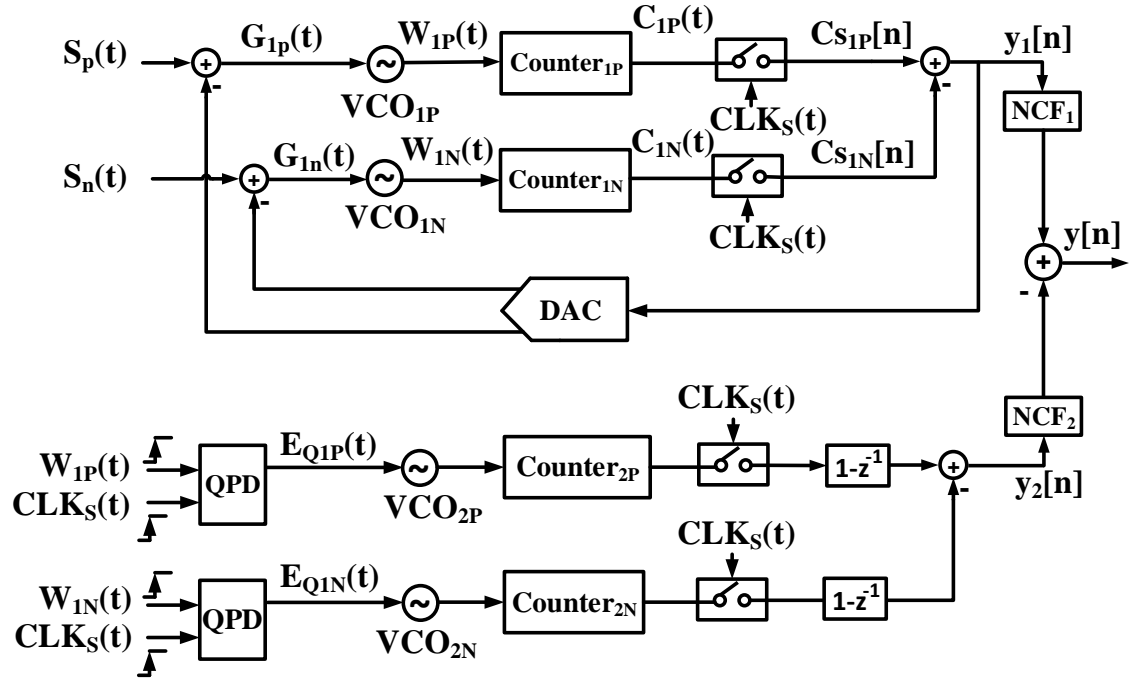 Sp(t)
G1p(t)
W1P(t)
C1P(t)
Cs1P[n]
y1[n]
+
-
~
VCO1P
Counter1P
CLKS(t)
+
-
NCF1
Sn(t)
G1n(t)
W1N(t)
C1N(t)
Cs1N[n]
+
-
~
VCO1N
Counter1N
CLKS(t)
y[n]
+
-
DAC
NCF2
W1P(t)
CLKS(t)
QPD
EQ1P(t)
~
VCO2P
Counter2P
CLKS(t)
1-z-1
+
-
y2[n]
W1N(t)
CLKS(t)
QPD
EQ1N(t)
~
VCO2N
Counter2N
CLKS(t)
1-z-1